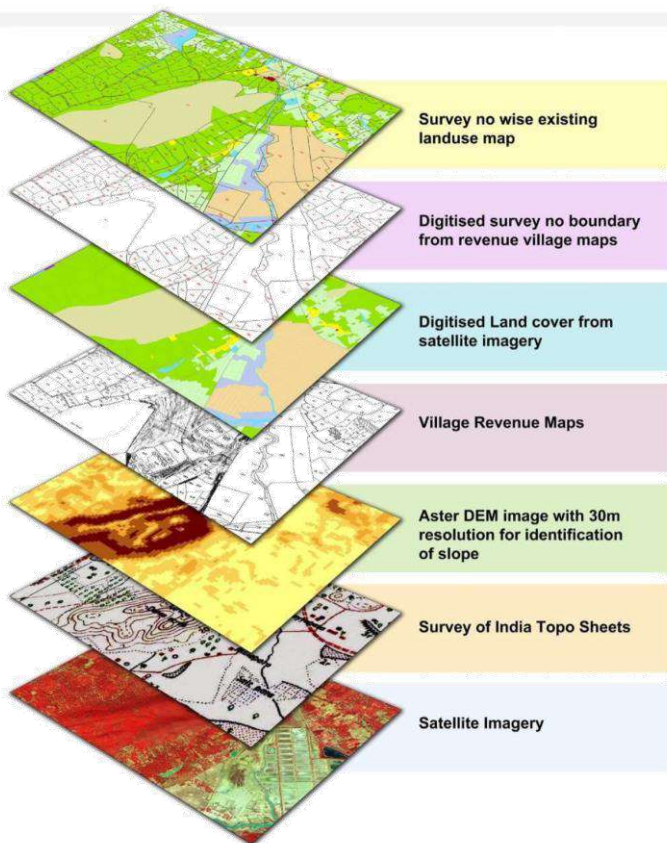 Survey no wise existing
landuse map
Digitised survey no boundary
from revenue village maps
Digitised Land cover from
satellite imagery
Village Revenue Maps
Aster DEM image with 30m
resolution for identification
of slope
Survey of India Topo Sheets
Satellite Imagery